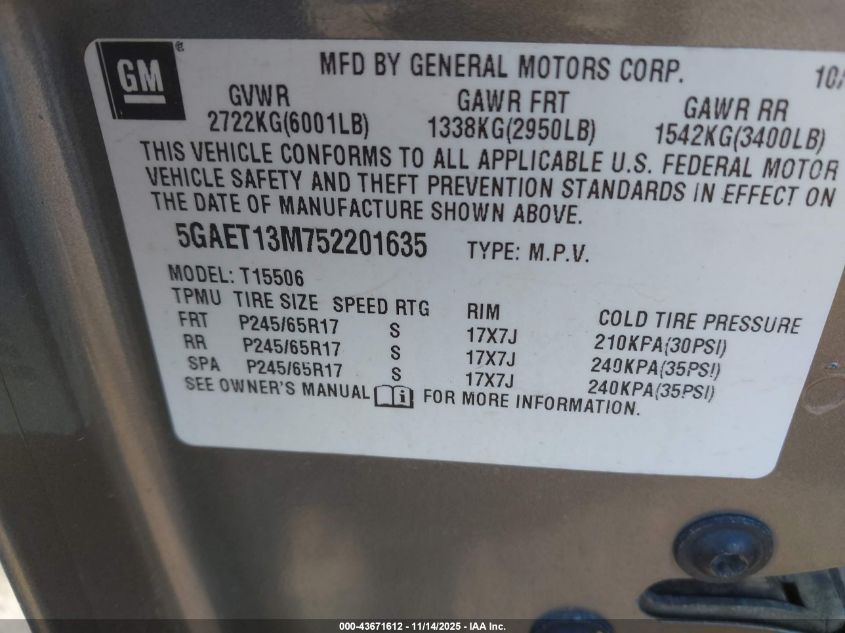 GM ®
MFD BY GENERAL MOTORS CORP. 10/
GVWR GAWR FRT GAWR RR
2722KG(6001LB) 1338KG(2950LB) 1542KG(3400LB)
THIS VEHICLE CONFORMS TO ALL APPLICABLE U.S. FEDERAL MOTOR
VEHICLE SAFETY AND THEFT PREVENTION STANDARDS IN EFFECT ON
THE DATE OF MANUFACTURE SHOWN ABOVE.
5GAET13M752201635 TYPE: M.P.V.
MODEL: T15506
TPMU TIRE SIZE SPEED RTG RIM COLD TIRE PRESSURE
FRT P245/65R17 S 17X7J 210KPA(30PSI)
RR P245/65R17 S 17X7J 240KPA(35PSI)
SPA P245/65R17 S 17X7J 240KPA(35PSI)
SEE OWNER'S MANUAL i FOR MORE INFORMATION.
000-43671612 - 11/14/2025 - IAA Inc.